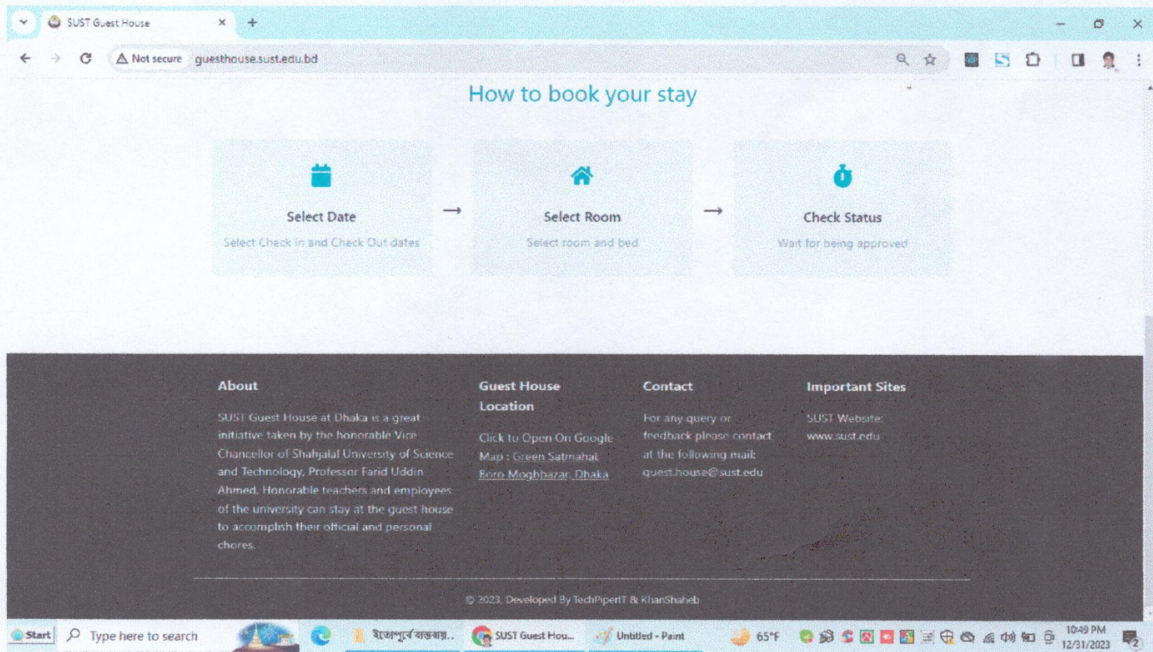 SUST Guest House
Not secure guesthouse.sust.edu.bd
How to book your stay
Select Date
Select Check in and Check Out dates
Select Room
Select room and bed
Check Status
Wait for being approved
About
SUST Guest House at Dhaka is a great
initiative taken by the honorable Vice
Chancellor of Shahjalal University of Science
and Technology, Professor Farid Uddin
Ahmed. Honorable teachers and employees
of the university can stay at the guest house
to accomplish their official and personal
chores.
Guest House
Location
Click to Open On Google
Map : Green Satmahal,
Boro Moghbazar, Dhaka
Contact
For any query or
feedback please contact
at the following mail:
guest.house@sust.edu
Important Sites
SUST Website:
www.sust.edu
© 2023, Developed By TechPiperIT & KhanShaheb
Start Type here to search ইতোপূর্বে বাস্তবায়.. SUST Guest Hou... Untitled - Paint 65°F 10:49 PM
12/31/2023
2